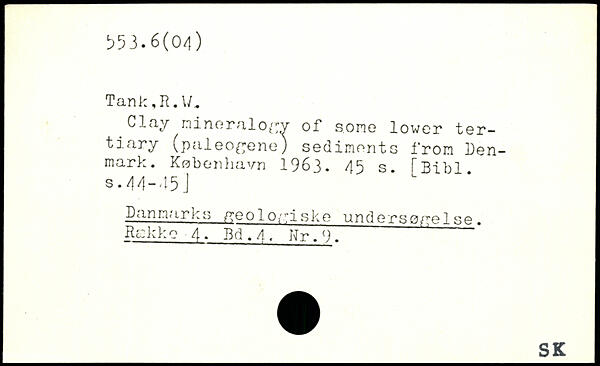 553.6(04)
Tank,R.W.
Clay mineralogy of some lower ter-
tiary (paleogene) sediments from Den-
mark. København 1963. 45 s. [Bibl.
s.44-45]
Danmarks geologiske undersøgelse.
Række 4. Bd.4. Nr.9.
SK